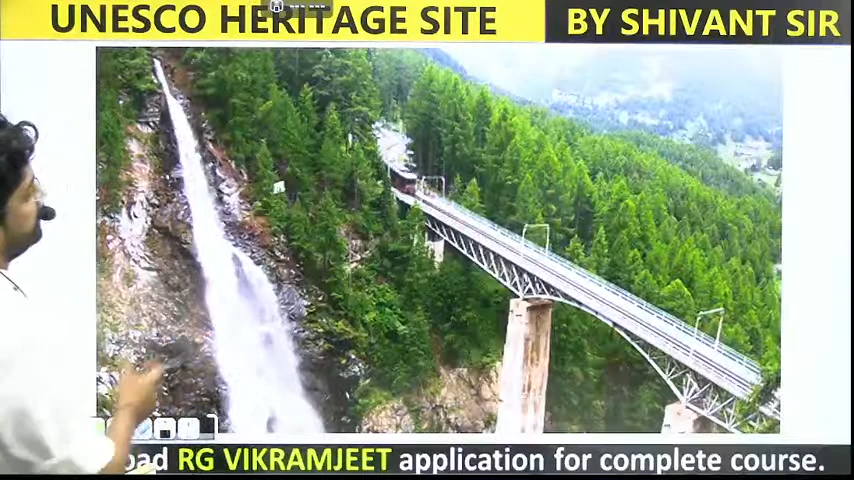 UNESCO HERITAGE SITE
BY SHIVANT SIR
RG VIKRAMJEET application for complete course.